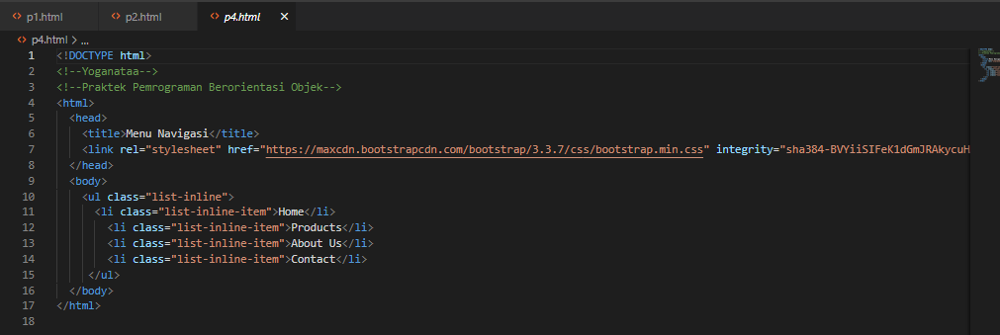 p1.html p2.html p4.html
p4.html > ...
1 <!DOCTYPE html>
2 <!--Yoganataa-->
3 <!--Praktek Pemrograman Berorientasi Objek-->
4 <html>
5 <head>
6 <title>Menu Navigasi</title>
7 <link rel="stylesheet" href="https://maxcdn.bootstrapcdn.com/bootstrap/3.3.7/css/bootstrap.min.css" integrity="sha384-BVYiiSIFeK1dGmJRAkycuH
8 </head>
9 <body>
10 <ul class="list-inline">
11 <li class="list-inline-item">Home</li>
12 <li class="list-inline-item">Products</li>
13 <li class="list-inline-item">About Us</li>
14 <li class="list-inline-item">Contact</li>
15 </ul>
16 </body>
17 </html>
18